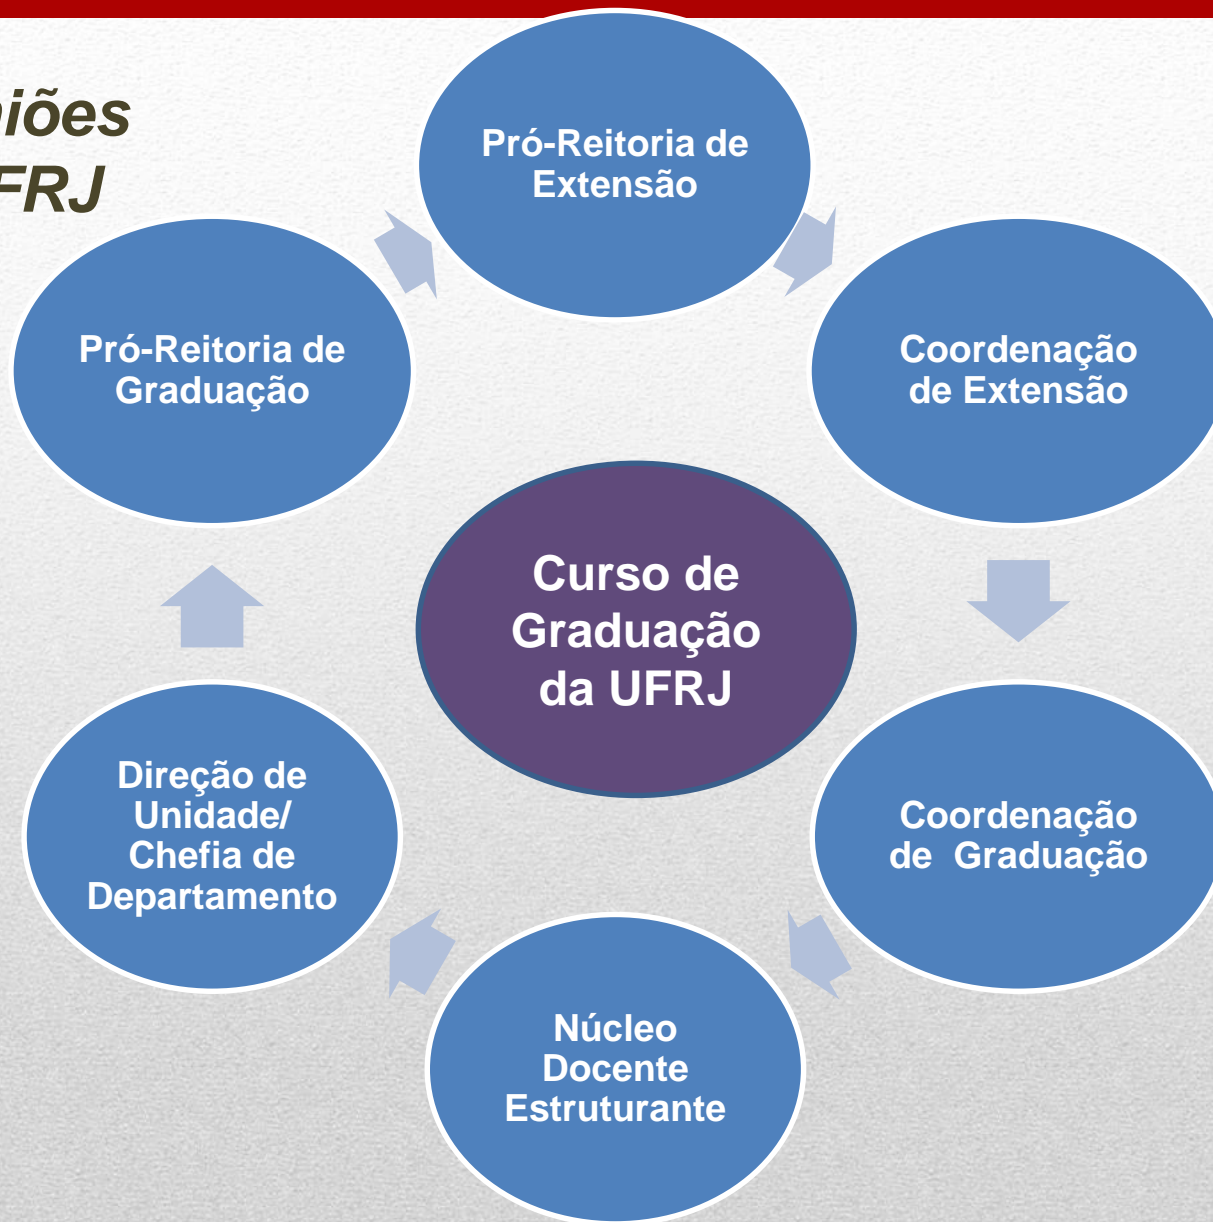 niões
FRJ
Pró-Reitoria de
Extensão
Coordenação
de Extensão
Coordenação
de Graduação
Núcleo
Docente
Estruturante
Direção de
Unidade/
Chefia de
Departamento
Pró-Reitoria de
Graduação
Curso de
Graduação
da UFRJ